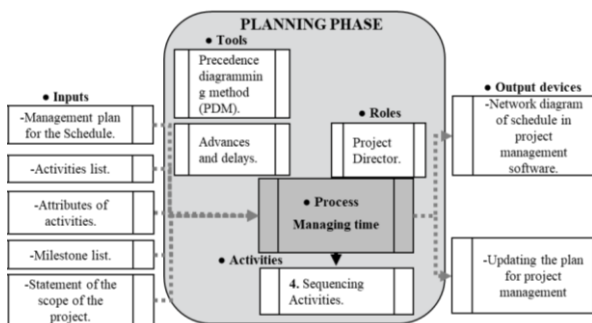 PLANNING PHASE
● Tools
Precedence
diagrammin
g method
(PDM).
Advances
and delays.
● Inputs
-Management plan
for the Schedule.
-Activities list.
-Attributes of
activities.
-Milestone list.
-Statement of the
scope of the
project.
● Roles
Project
Director.
● Process
Managing time
● Activities
4. Sequencing
Activities.
● Output devices
-Network diagram
of schedule in
project
management
software.
-Updating the plan
for project
management